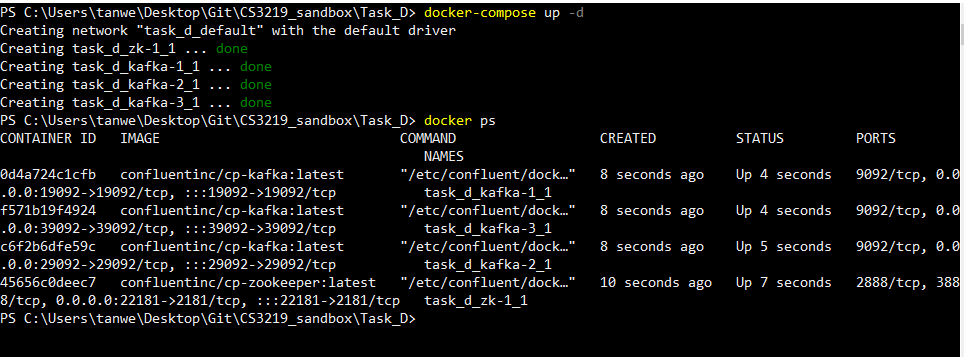 PS C:\Users\tanwe\Desktop\Git\CS3219_sandbox\Task_D> docker-compose up -d
Creating network "task_d_default" with the default driver
Creating task_d_zk-1_1 ... done
Creating task_d_kafka-1_1 ... done
Creating task_d_kafka-2_1 ... done
Creating task_d_kafka-3_1 ... done
PS C:\Users\tanwe\Desktop\Git\CS3219_sandbox\Task_D> docker ps
CONTAINER ID   IMAGE                              COMMAND                  CREATED          STATUS         PORTS
                                                     NAMES
0d4a724c1cfb   confluentinc/cp-kafka:latest       "/etc/confluent/dock…"   8 seconds ago    Up 4 seconds   9092/tcp, 0.0
.0.0:19092->19092/tcp, :::19092->19092/tcp           task_d_kafka-1_1
f571b19f4924   confluentinc/cp-kafka:latest       "/etc/confluent/dock…"   8 seconds ago    Up 4 seconds   9092/tcp, 0.0
.0.0:39092->39092/tcp, :::39092->39092/tcp           task_d_kafka-3_1
c6f2b6dfe59c   confluentinc/cp-kafka:latest       "/etc/confluent/dock…"   8 seconds ago    Up 5 seconds   9092/tcp, 0.0
.0.0:29092->29092/tcp, :::29092->29092/tcp           task_d_kafka-2_1
45656c0deec7   confluentinc/cp-zookeeper:latest   "/etc/confluent/dock…"   10 seconds ago   Up 7 seconds   2888/tcp, 388
8/tcp, 0.0.0.0:22181->2181/tcp, :::22181->2181/tcp   task_d_zk-1_1
PS C:\Users\tanwe\Desktop\Git\CS3219_sandbox\Task_D>